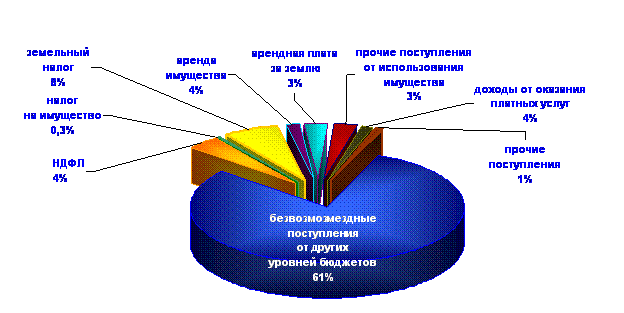 земельный
налог
8%
аренда
имущества
4%
арендная плата
за землю
3%
прочие поступления
от использования
имущества
3%
доходы от оказания
платных услуг
4%
налог
на имущество
0,3%
НДФЛ
4%
прочие
поступления
1%
безвозмозмездные
поступления
от других
уровней бюджетов
61%